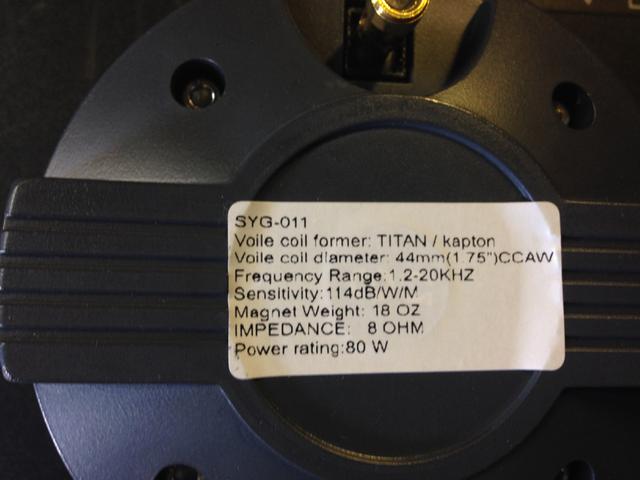 SYG-011
Voile coil former: TITAN / kapton
Voile coil diameter: 44mm(1.75")CCAW
Frequency Range:1.2-20KHZ
Sensitivity:114dB/W/M
Magnet Weight: 18 OZ
IMPEDANCE: 8 OHM
Power rating:80 W